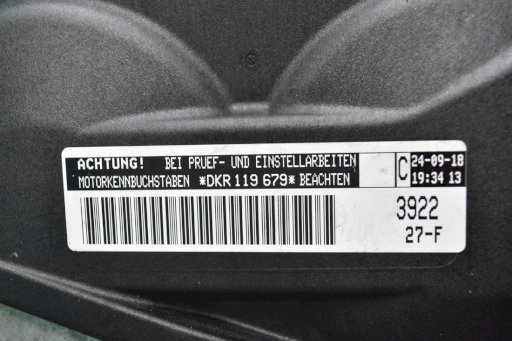 ACHTUNG! BEI PRUEF- UND EINSTELLARBEITEN
MOTORKENNBUCHSTABEN *DKR 119 679* BEACHTEN
C
24-09-18
19:34 13
3922
27-F